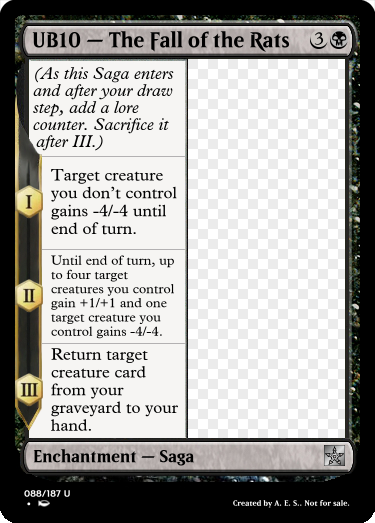 UB10 — The Fall of the Rats 3
(As this Saga enters
and after your draw
step, add a lore
counter. Sacrifice it
after III.)
I
Target creature
you don't control
gains -4/-4 until
end of turn.
II
Until end of turn, up
to four target
creatures you control
gain +1/+1 and one
target creature you
control gains -4/-4.
III
Return target
creature card
from your
graveyard to your
hand.
Enchantment — Saga
088/187 U
Created by A. E. S.. Not for sale.